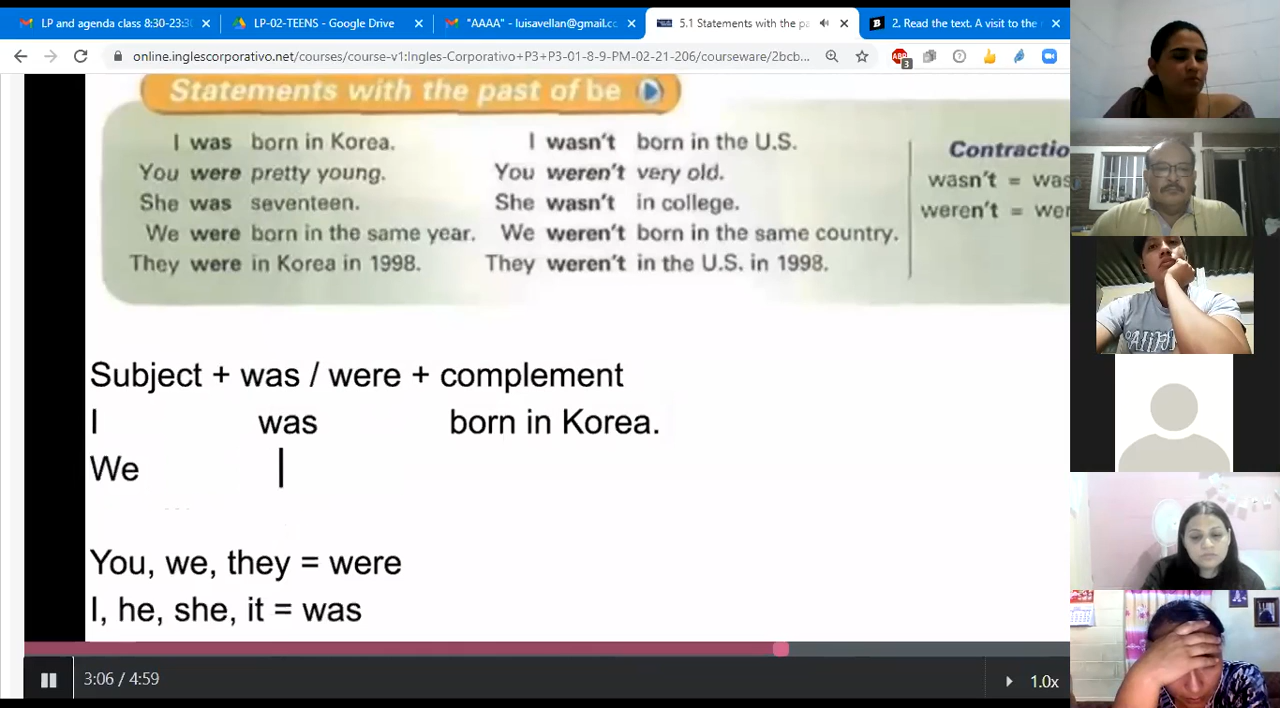 LP and agenda class 8:30-23:3
LP-02-TEENS - Google Drive
"AAAA" - luisavellan@gmail.cc
5.1 Statements with the pa
2. Read the text. A visit to the
online.inglescorporativo.net/courses/course-v1:Ingles-Corporativo+P3+P3-01-8-9-PM-02-21-206/courseware/2bcb...
3
Statements with the past of be
I was born in Korea. I wasn't born in the U.S.
You were pretty young. You weren't very old.
She was seventeen. She wasn't in college.
We were born in the same year. We weren't born in the same country.
They were in Korea in 1998. They weren't in the U.S. in 1998.
Contractio
wasn't = was
weren't = wer
Subject + was / were + complement
I was born in Korea.
We
You, we, they = were
I, he, she, it = was
3:06 / 4:59
1.0x